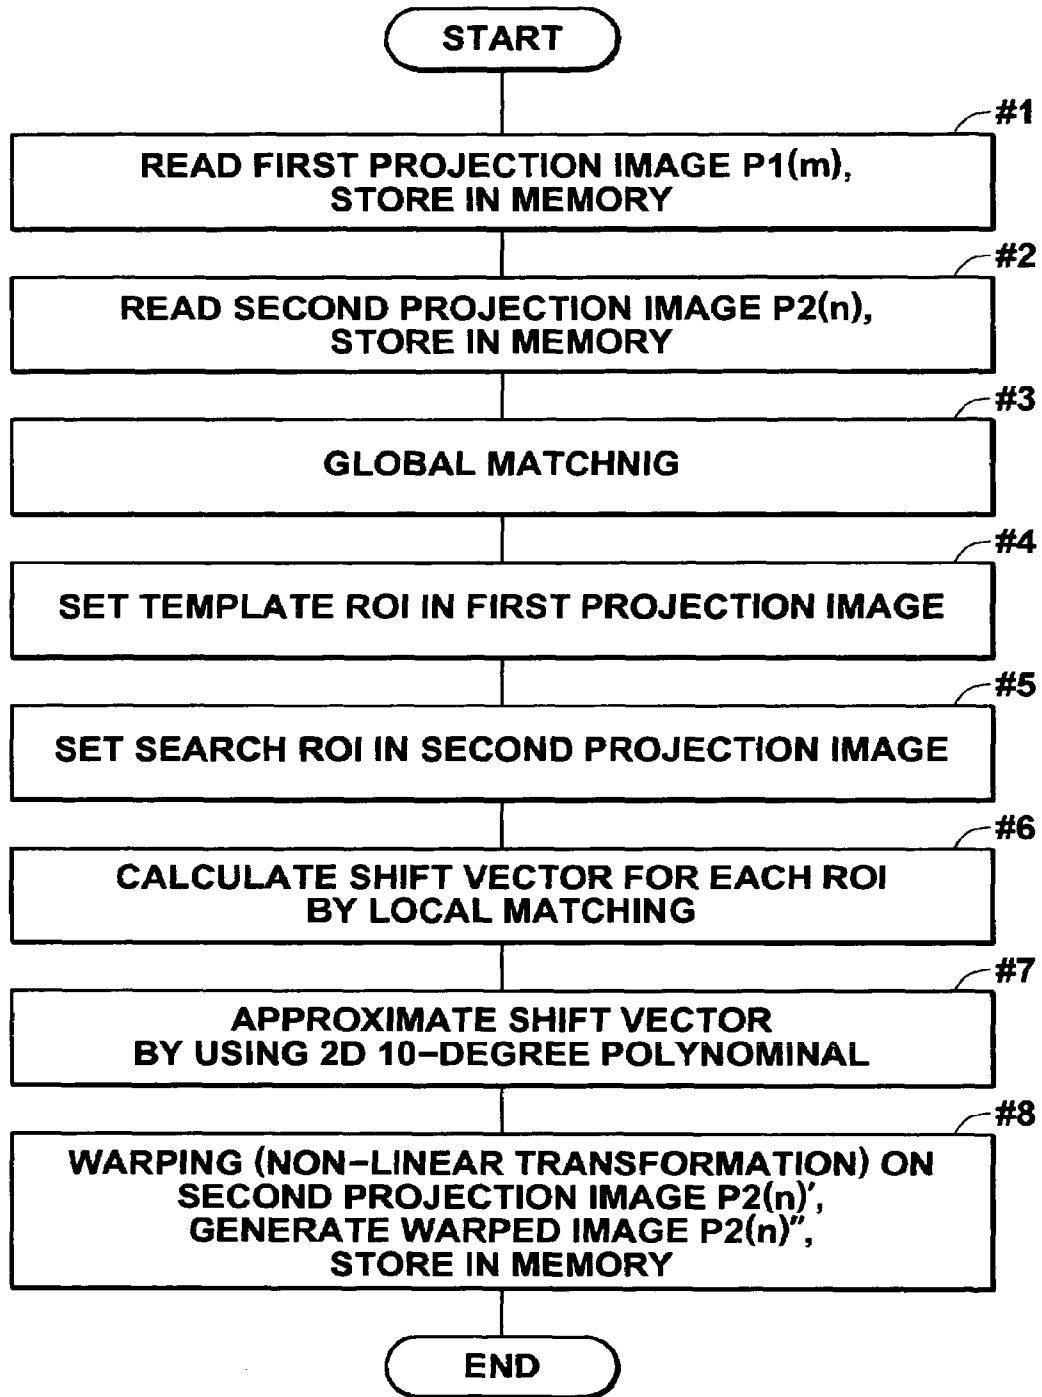 START
#1
READ FIRST PROJECTION IMAGE P1(m),
STORE IN MEMORY
#2
READ SECOND PROJECTION IMAGE P2(n),
STORE IN MEMORY
#3
GLOBAL MATCHNIG
#4
SET TEMPLATE ROI IN FIRST PROJECTION IMAGE
#5
SET SEARCH ROI IN SECOND PROJECTION IMAGE
#6
CALCULATE SHIFT VECTOR FOR EACH ROI
BY LOCAL MATCHING
#7
APPROXIMATE SHIFT VECTOR
BY USING 2D 10-DEGREE POLYNOMINAL
#8
WARPING (NON-LINEAR TRANSFORMATION) ON
SECOND PROJECTION IMAGE P2(n)′,
GENERATE WARPED IMAGE P2(n)″,
STORE IN MEMORY
END